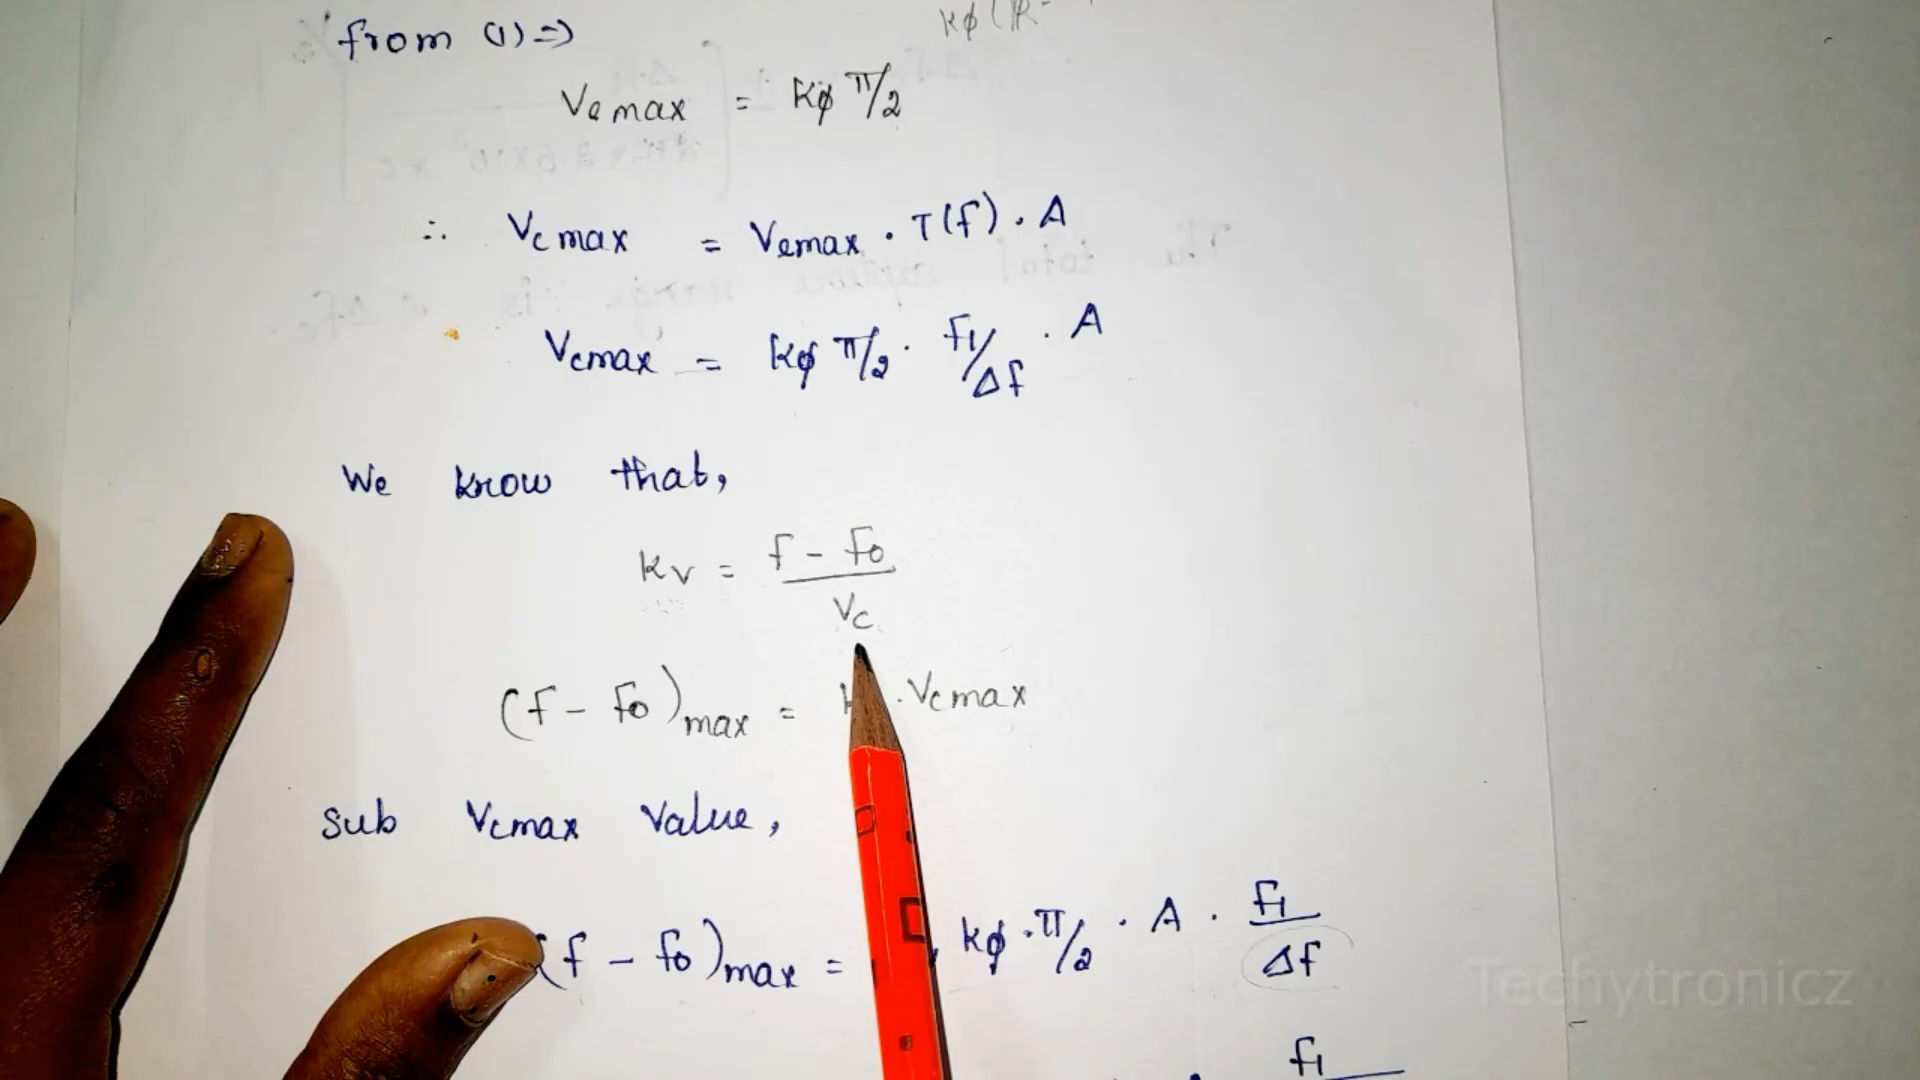 Kϕ(
from (1) ⇒
Vemax = Kϕ π/2
∴ Vcmax = Vemax . T(f) . A
Vcmax = Kϕ π/2 . f1/Δf . A
We know that,
Kv = f - fo / Vc
(f - fo)max = . Vcmax
Sub Vcmax Value,
(f - fo)max = Kϕ . π/2 . A . f1/Δf
f1
Techytronicz